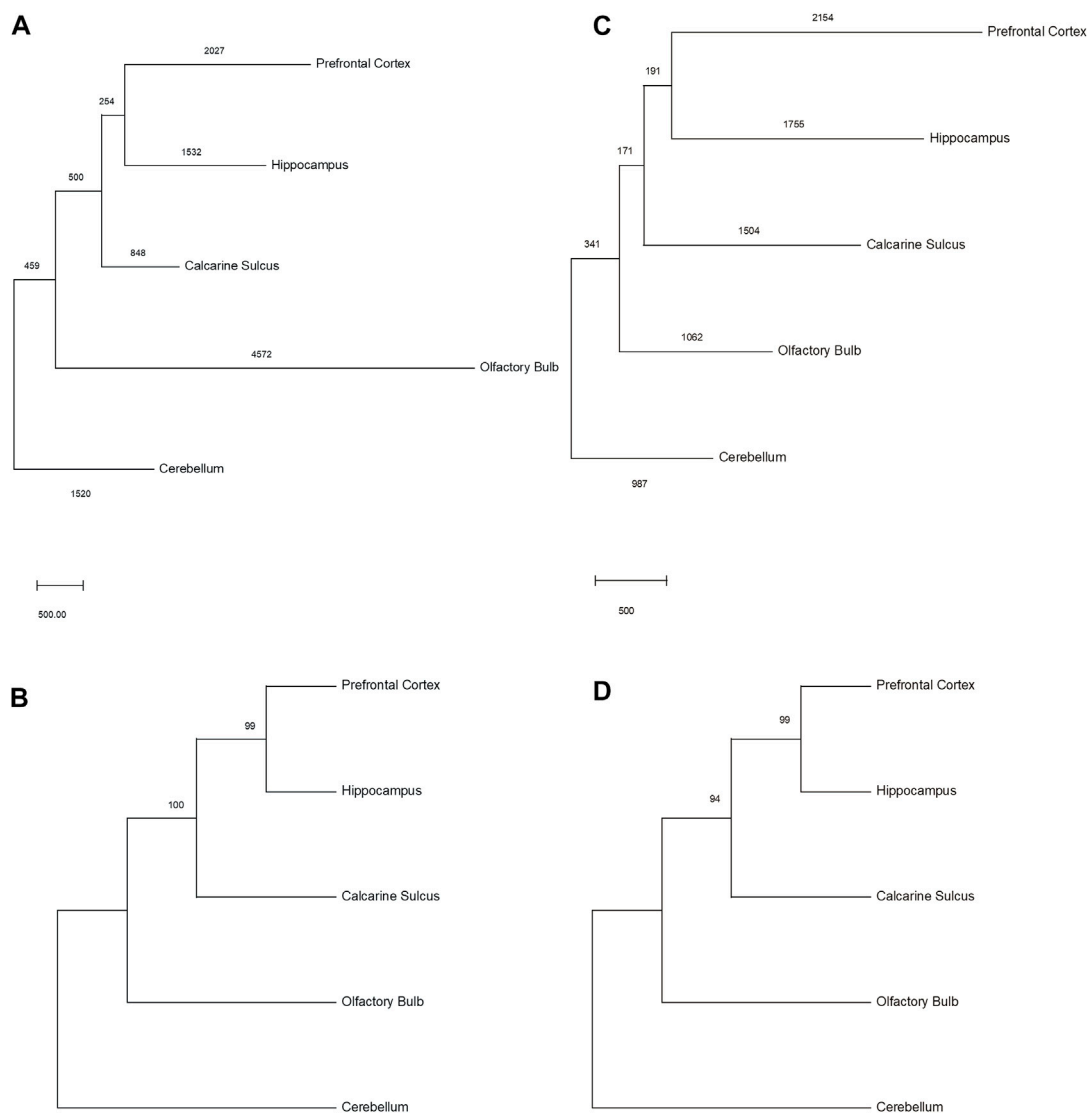 A
2027
Prefrontal Cortex
254
1532
Hippocampus
500
848
Calcarine Sulcus
459
4572
Olfactory Bulb
Cerebellum
1520
500.00
C
2154
Prefrontal Cortex
191
1755
Hippocampus
171
1504
Calcarine Sulcus
341
1062
Olfactory Bulb
Cerebellum
987
500
B
Prefrontal Cortex
99
Hippocampus
100
Calcarine Sulcus
Olfactory Bulb
Cerebellum
D
Prefrontal Cortex
99
Hippocampus
94
Calcarine Sulcus
Olfactory Bulb
Cerebellum